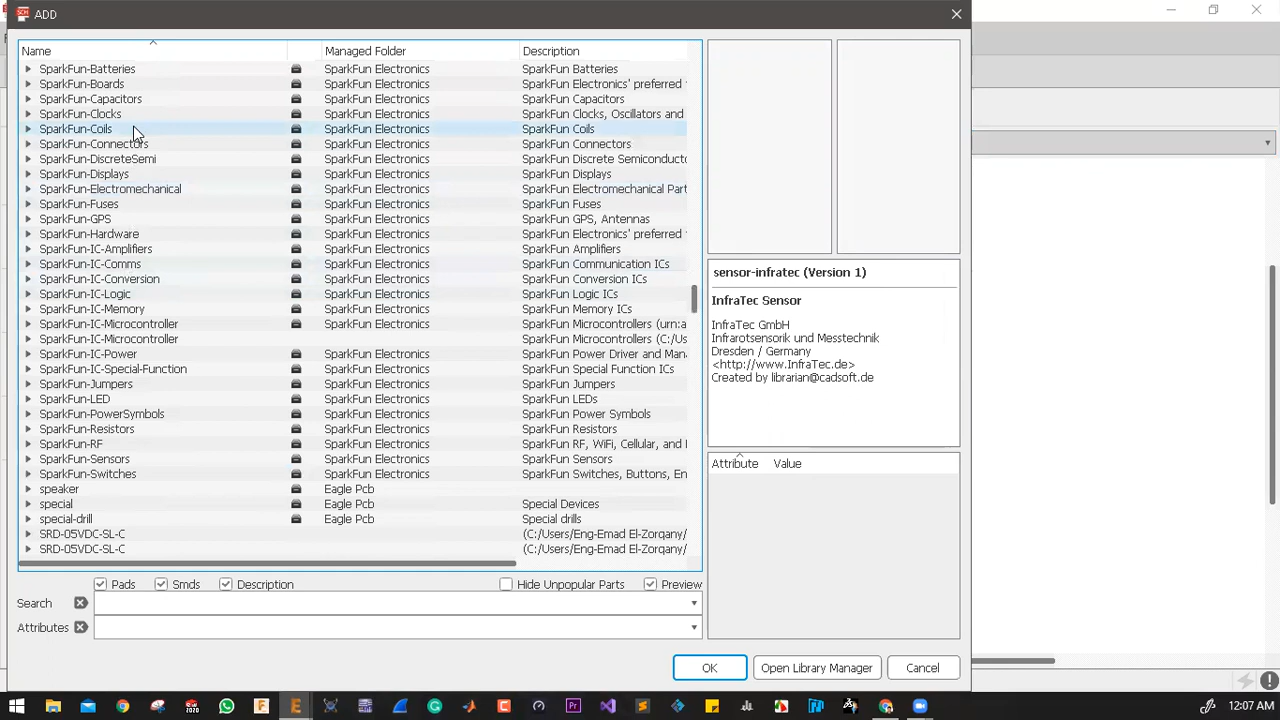 ADD
Name Managed Folder Description
SparkFun-Batteries SparkFun Electronics SparkFun Batteries
SparkFun-Boards SparkFun Electronics SparkFun Electronics' preferred
SparkFun-Capacitors SparkFun Electronics SparkFun Capacitors
SparkFun-Clocks SparkFun Electronics SparkFun Clocks, Oscillators and
SparkFun-Coils SparkFun Electronics SparkFun Coils
SparkFun-Connectors SparkFun Electronics SparkFun Connectors
SparkFun-DiscreteSemi SparkFun Electronics SparkFun Discrete Semiconducto
SparkFun-Displays SparkFun Electronics SparkFun Displays
SparkFun-Electromechanical SparkFun Electronics SparkFun Electromechanical Part
SparkFun-Fuses SparkFun Electronics SparkFun Fuses
SparkFun-GPS SparkFun Electronics SparkFun GPS, Antennas
SparkFun-Hardware SparkFun Electronics SparkFun Electronics' preferred
SparkFun-IC-Amplifiers SparkFun Electronics SparkFun Amplifiers
SparkFun-IC-Comms SparkFun Electronics SparkFun Communication ICs
SparkFun-IC-Conversion SparkFun Electronics SparkFun Conversion ICs
SparkFun-IC-Logic SparkFun Electronics SparkFun Logic ICs
SparkFun-IC-Memory SparkFun Electronics SparkFun Memory ICs
SparkFun-IC-Microcontroller SparkFun Electronics SparkFun Microcontrollers (urn:a
SparkFun-IC-Microcontroller SparkFun Microcontrollers (C:/Us
SparkFun-IC-Power SparkFun Electronics SparkFun Power Driver and Man
SparkFun-IC-Special-Function SparkFun Electronics SparkFun Special Function ICs
SparkFun-Jumpers SparkFun Electronics SparkFun Jumpers
SparkFun-LED SparkFun Electronics SparkFun LEDs
SparkFun-PowerSymbols SparkFun Electronics SparkFun Power Symbols
SparkFun-Resistors SparkFun Electronics SparkFun Resistors
SparkFun-RF SparkFun Electronics SparkFun RF, WiFi, Cellular, and
SparkFun-Sensors SparkFun Electronics SparkFun Sensors
SparkFun-Switches SparkFun Electronics SparkFun Switches, Buttons, En
speaker Eagle Pcb
special Eagle Pcb Special Devices
special-drill Eagle Pcb Special drills
SRD-05VDC-SL-C (C:/Users/Eng-Emad El-Zorgany/
SRD-05VDC-SL-C (C:/Users/Eng-Emad El-Zorgany/
sensor-infratec (Version 1)
InfraTec Sensor
InfraTec GmbH
Infrarotsensorik und Messtechnik
Dresden / Germany
<http://www.InfraTec.de>
Created by librarian@cadsoft.de
Attribute Value
Pads Smds Description Hide Unpopular Parts Preview
Search
Attributes
OK Open Library Manager Cancel
12:07 AM